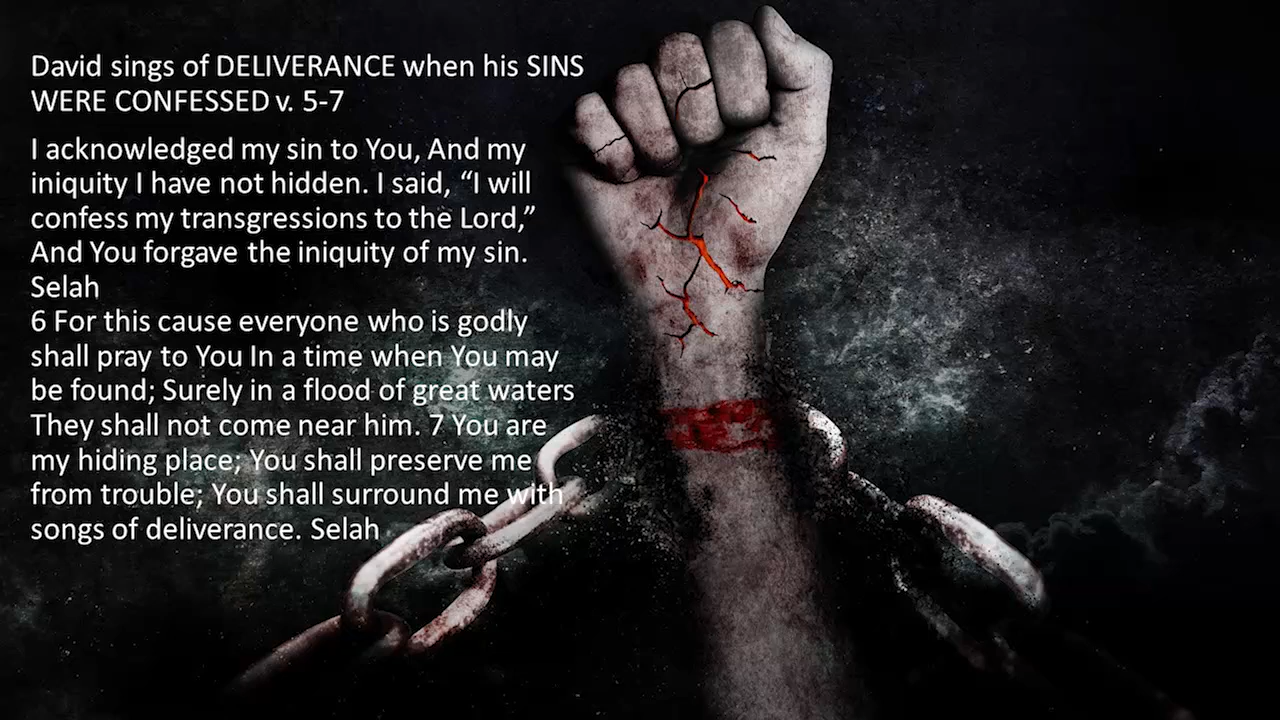 David sings of DELIVERANCE when his SINS
WERE CONFESSED v. 5-7
I acknowledged my sin to You, And my
iniquity I have not hidden. I said, “I will
confess my transgressions to the Lord,”
And You forgave the iniquity of my sin.
Selah
6 For this cause everyone who is godly
shall pray to You In a time when You may
be found; Surely in a flood of great waters
They shall not come near him. 7 You are
my hiding place; You shall preserve me
from trouble; You shall surround me with
songs of deliverance. Selah